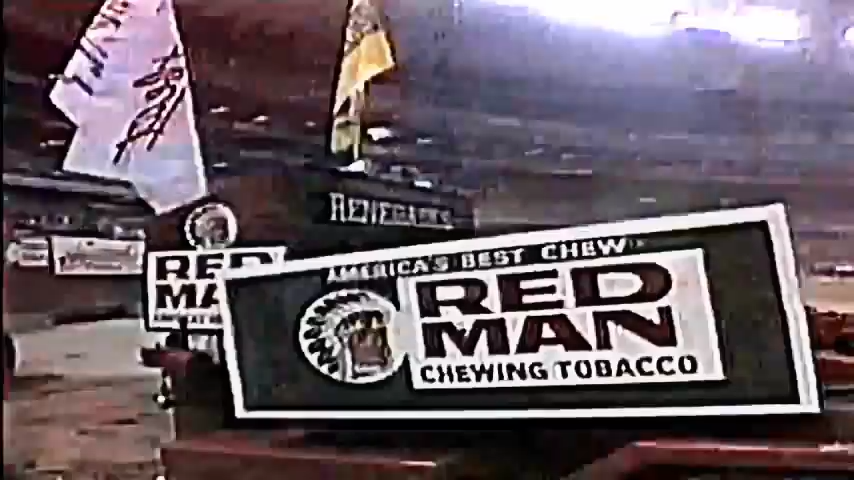 RENEGADES
RED
MA
AMERICA'S BEST CHEW
RED
MAN
CHEWING TOBACCO